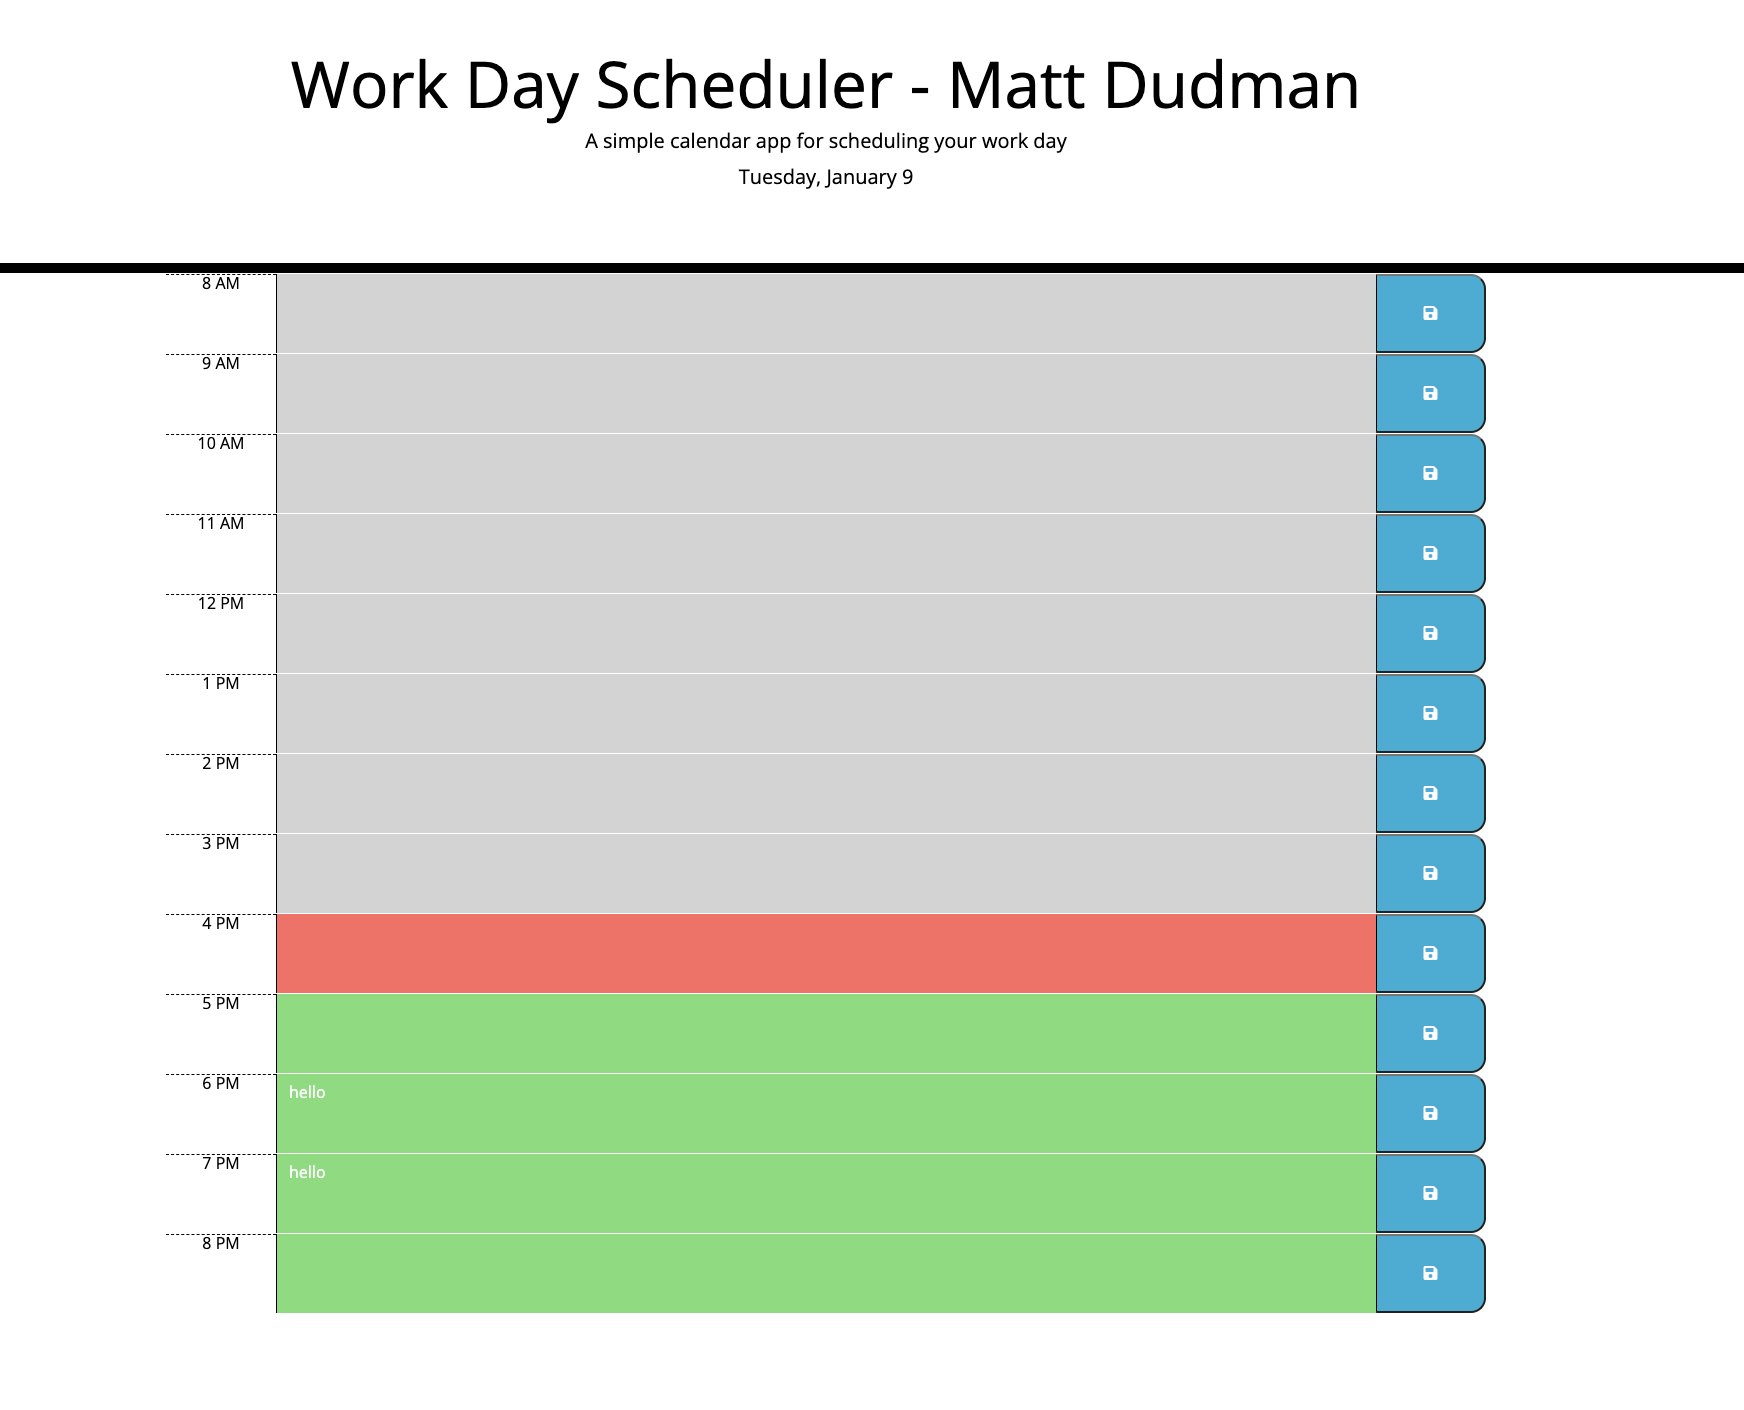 Work Day Scheduler - Matt Dudman
A simple calendar app for scheduling your work day
Tuesday, January 9
8 AM
9 AM
10 AM
11 AM
12 PM
1 PM
2 PM
3 PM
4 PM
5 PM
6 PM
hello
7 PM
hello
8 PM